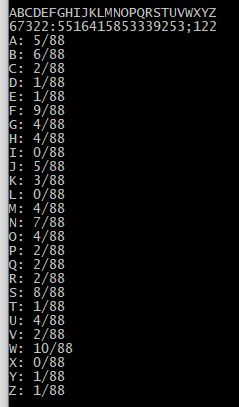 ABCDEFGHIJKLMNOPQRSTUVWXYZ
67322:5516415853339253;122
A: 5/88
B: 6/88
C: 2/88
D: 1/88
E: 1/88
F: 9/88
G: 4/88
H: 4/88
I: 0/88
J: 5/88
K: 3/88
L: 0/88
M: 4/88
N: 7/88
O: 4/88
P: 2/88
Q: 2/88
R: 2/88
S: 8/88
T: 1/88
U: 4/88
V: 2/88
W: 10/88
X: 0/88
Y: 1/88
Z: 1/88